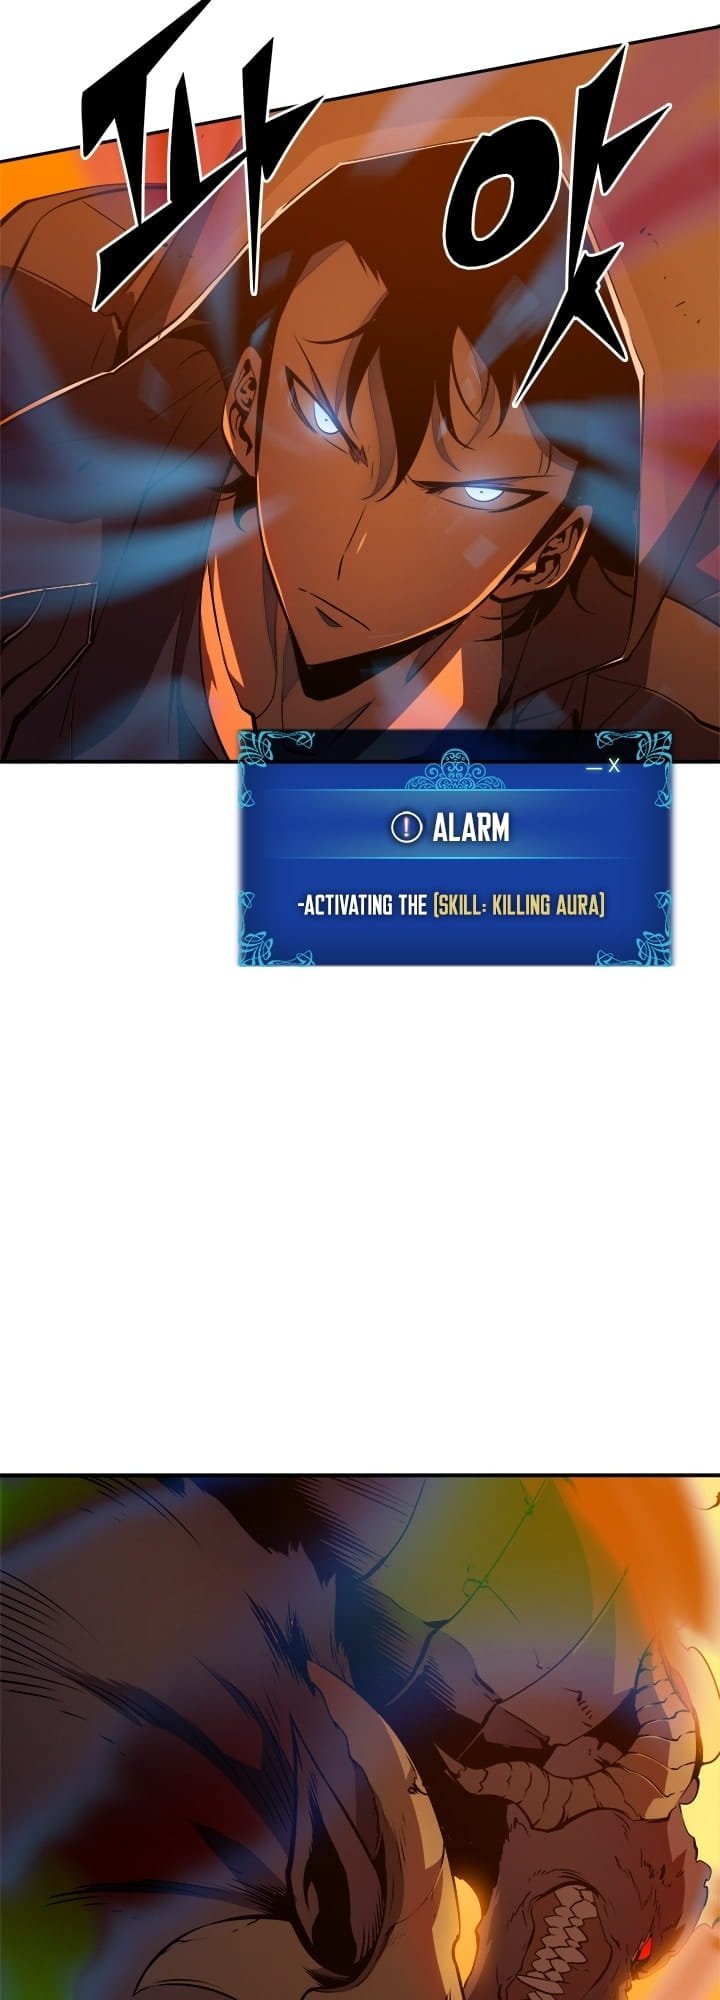 파앗
— X
! ALARM
-ACTIVATING THE [SKILL: KILLING AURA]